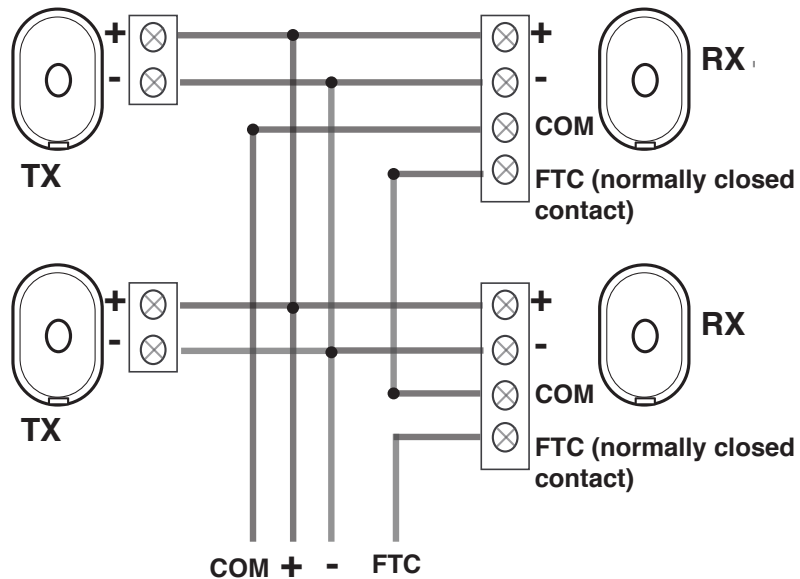 + + RX
- -
COM
TX FTC (normally closed
contact)
+ + RX
- -
COM
TX FTC (normally closed
contact)
COM + - FTC